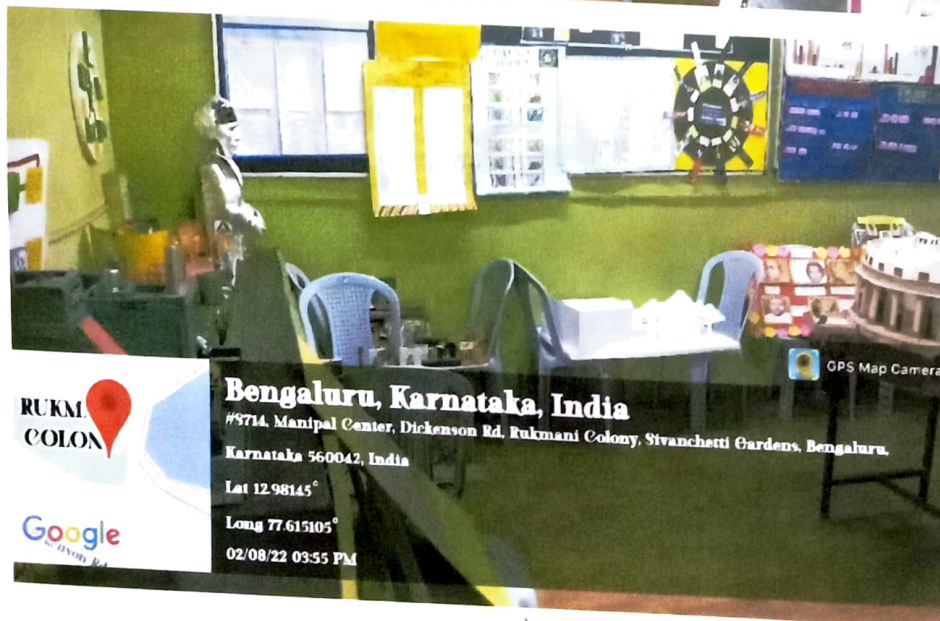 GPS Map Camera
RUKM
COLON
Google
Bengaluru, Karnataka, India
#8714, Manipal Center, Dickenson Rd, Rukmani Colony, Sivanchetti Gardens, Bengaluru,
Karnataka 560042, India
Lat 12.98145°
Long 77.615105°
02/08/22 03:55 PM